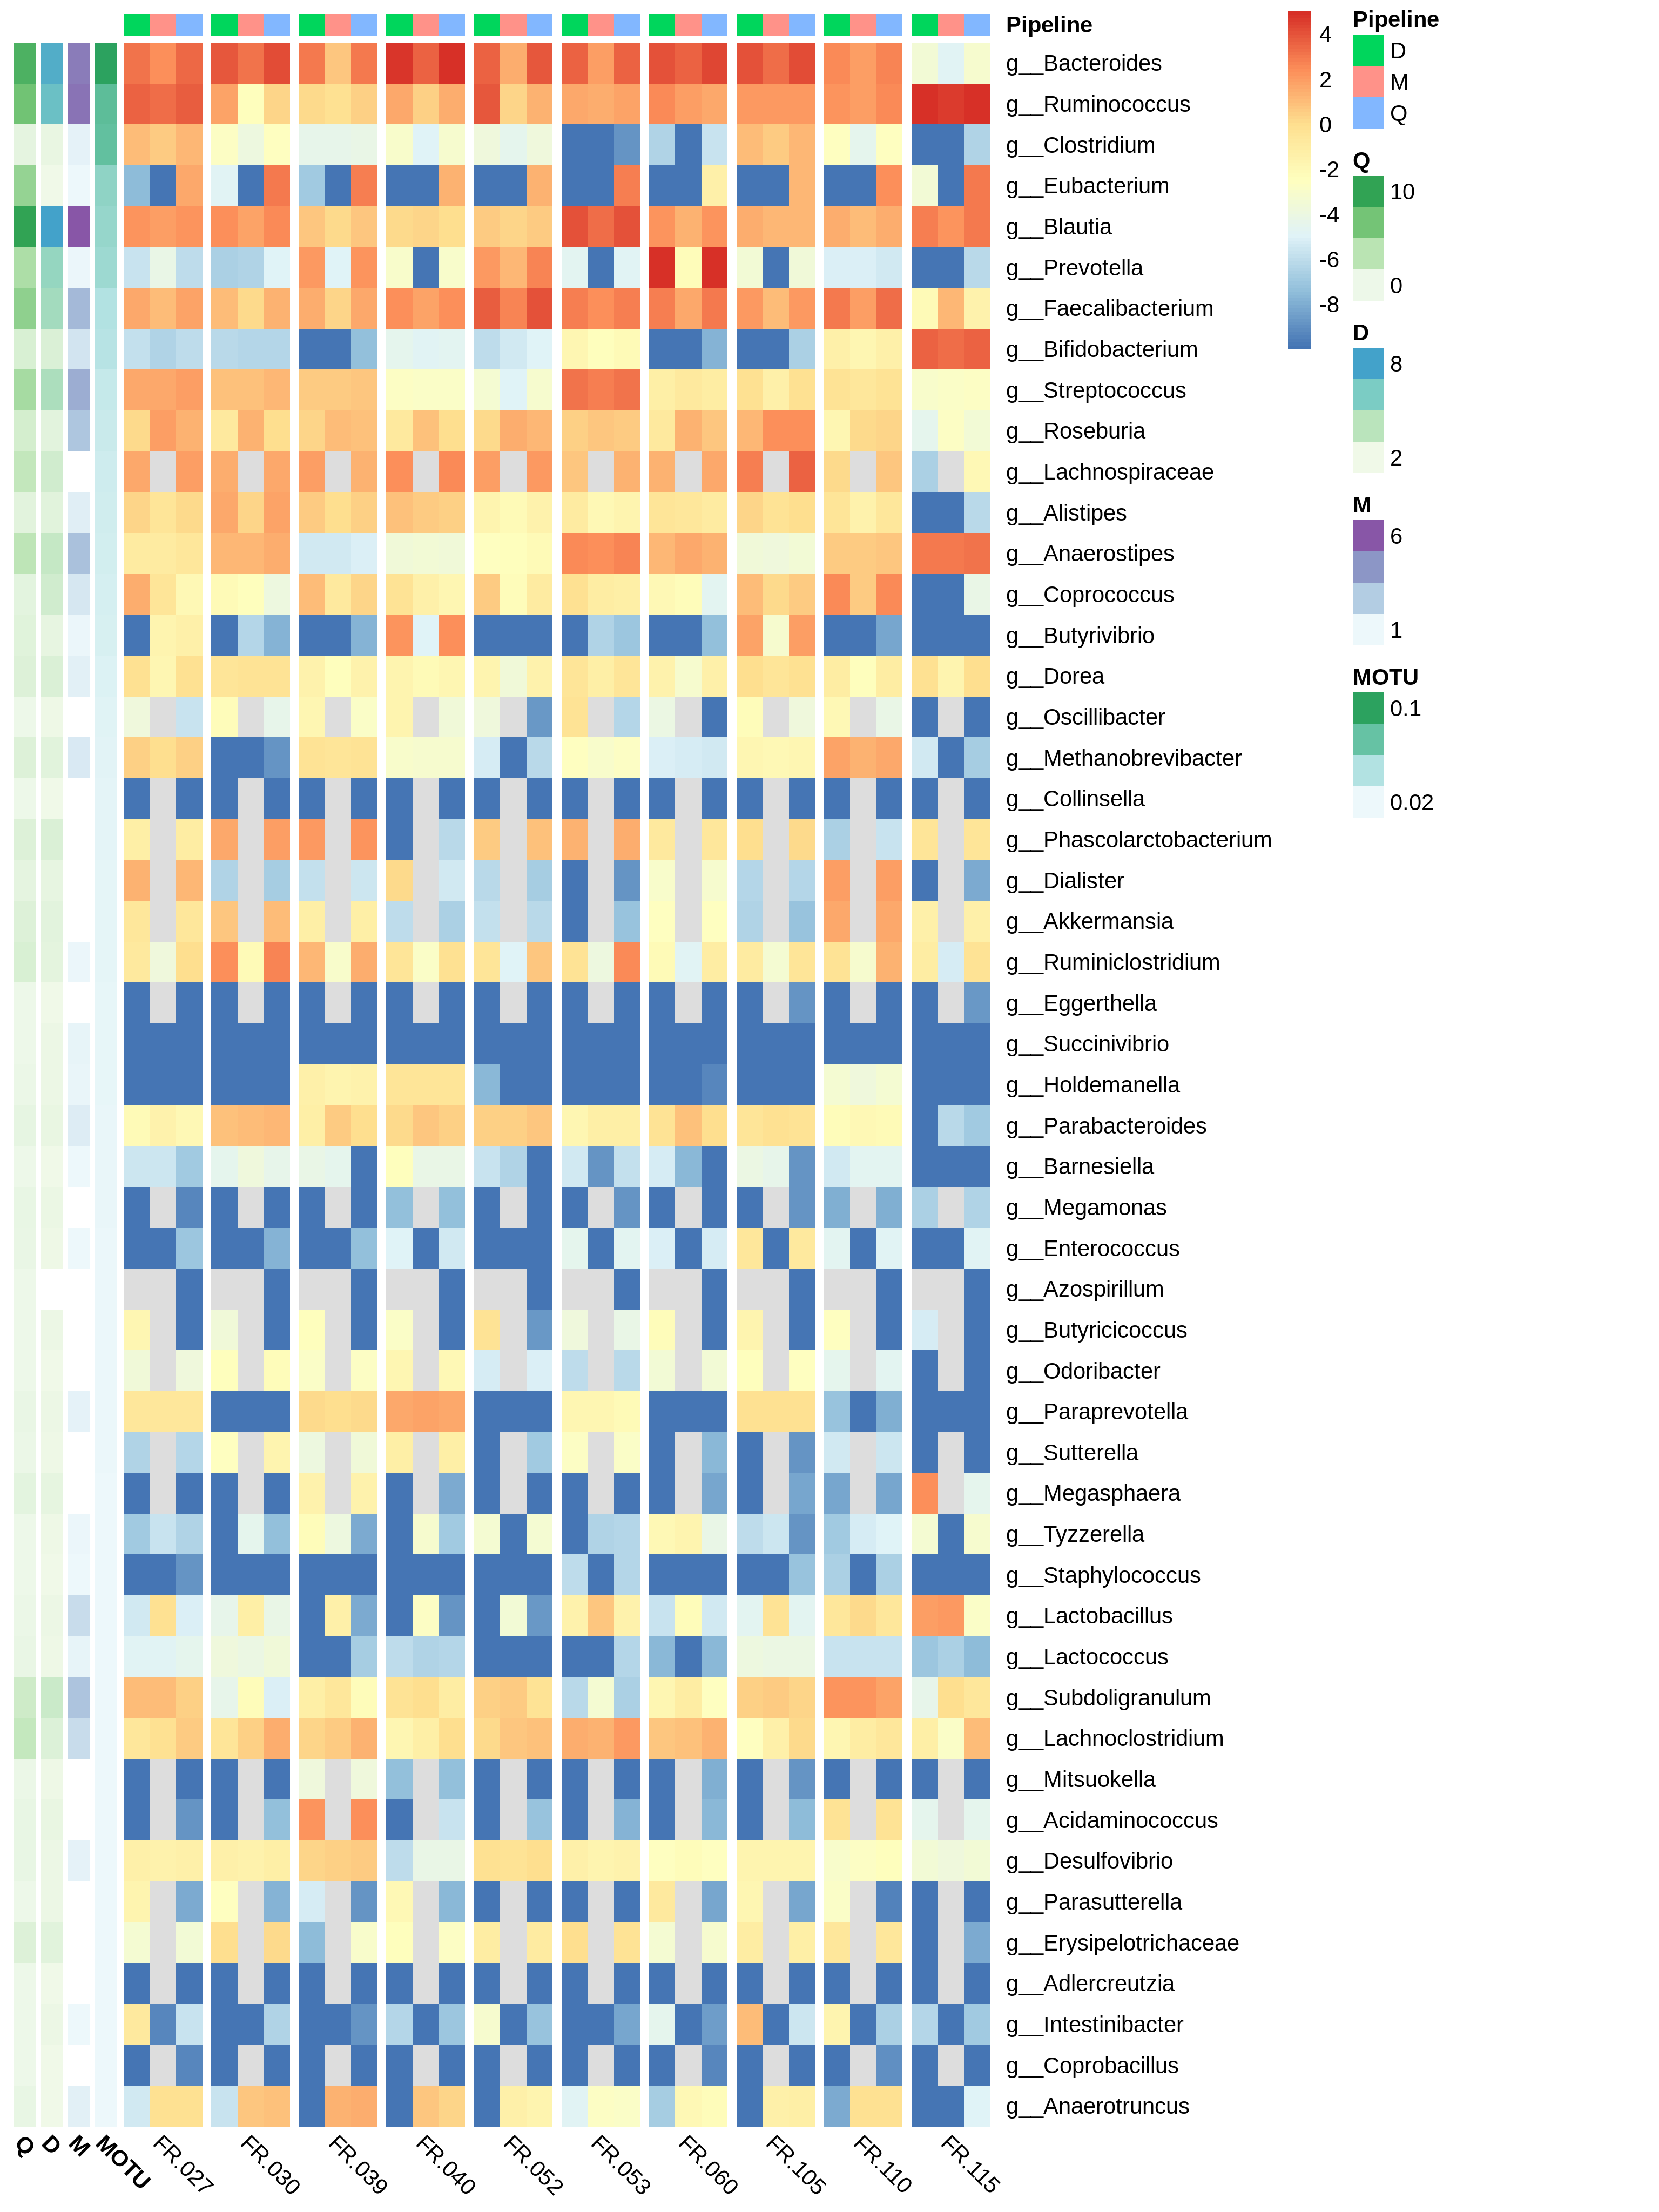 Pipeline
g__Bacteroides
g__Ruminococcus
g__Clostridium
g__Eubacterium
g__Blautia
g__Prevotella
g__Faecalibacterium
g__Bifidobacterium
g__Streptococcus
g__Roseburia
g__Lachnospiraceae
g__Alistipes
g__Anaerostipes
g__Coprococcus
g__Butyrivibrio
g__Dorea
g__Oscillibacter
g__Methanobrevibacter
g__Collinsella
g__Phascolarctobacterium
g__Dialister
g__Akkermansia
g__Ruminiclostridium
g__Eggerthella
g__Succinivibrio
g__Holdemanella
g__Parabacteroides
g__Barnesiella
g__Megamonas
g__Enterococcus
g__Azospirillum
g__Butyricicoccus
g__Odoribacter
g__Paraprevotella
g__Sutterella
g__Megasphaera
g__Tyzzerella
g__Staphylococcus
g__Lactobacillus
g__Lactococcus
g__Subdoligranulum
g__Lachnoclostridium
g__Mitsuokella
g__Acidaminococcus
g__Desulfovibrio
g__Parasutterella
g__Erysipelotrichaceae
g__Adlercreutzia
g__Intestinibacter
g__Coprobacillus
g__Anaerotruncus
Q
D
M
MOTU
FR.027
FR.030
FR.039
FR.040
FR.052
FR.053
FR.060
FR.105
FR.110
FR.115
4
2
0
-2
-4
-6
-8
Pipeline
D
M
Q
Q
10
0
D
8
2
M
6
1
MOTU
0.1
0.02